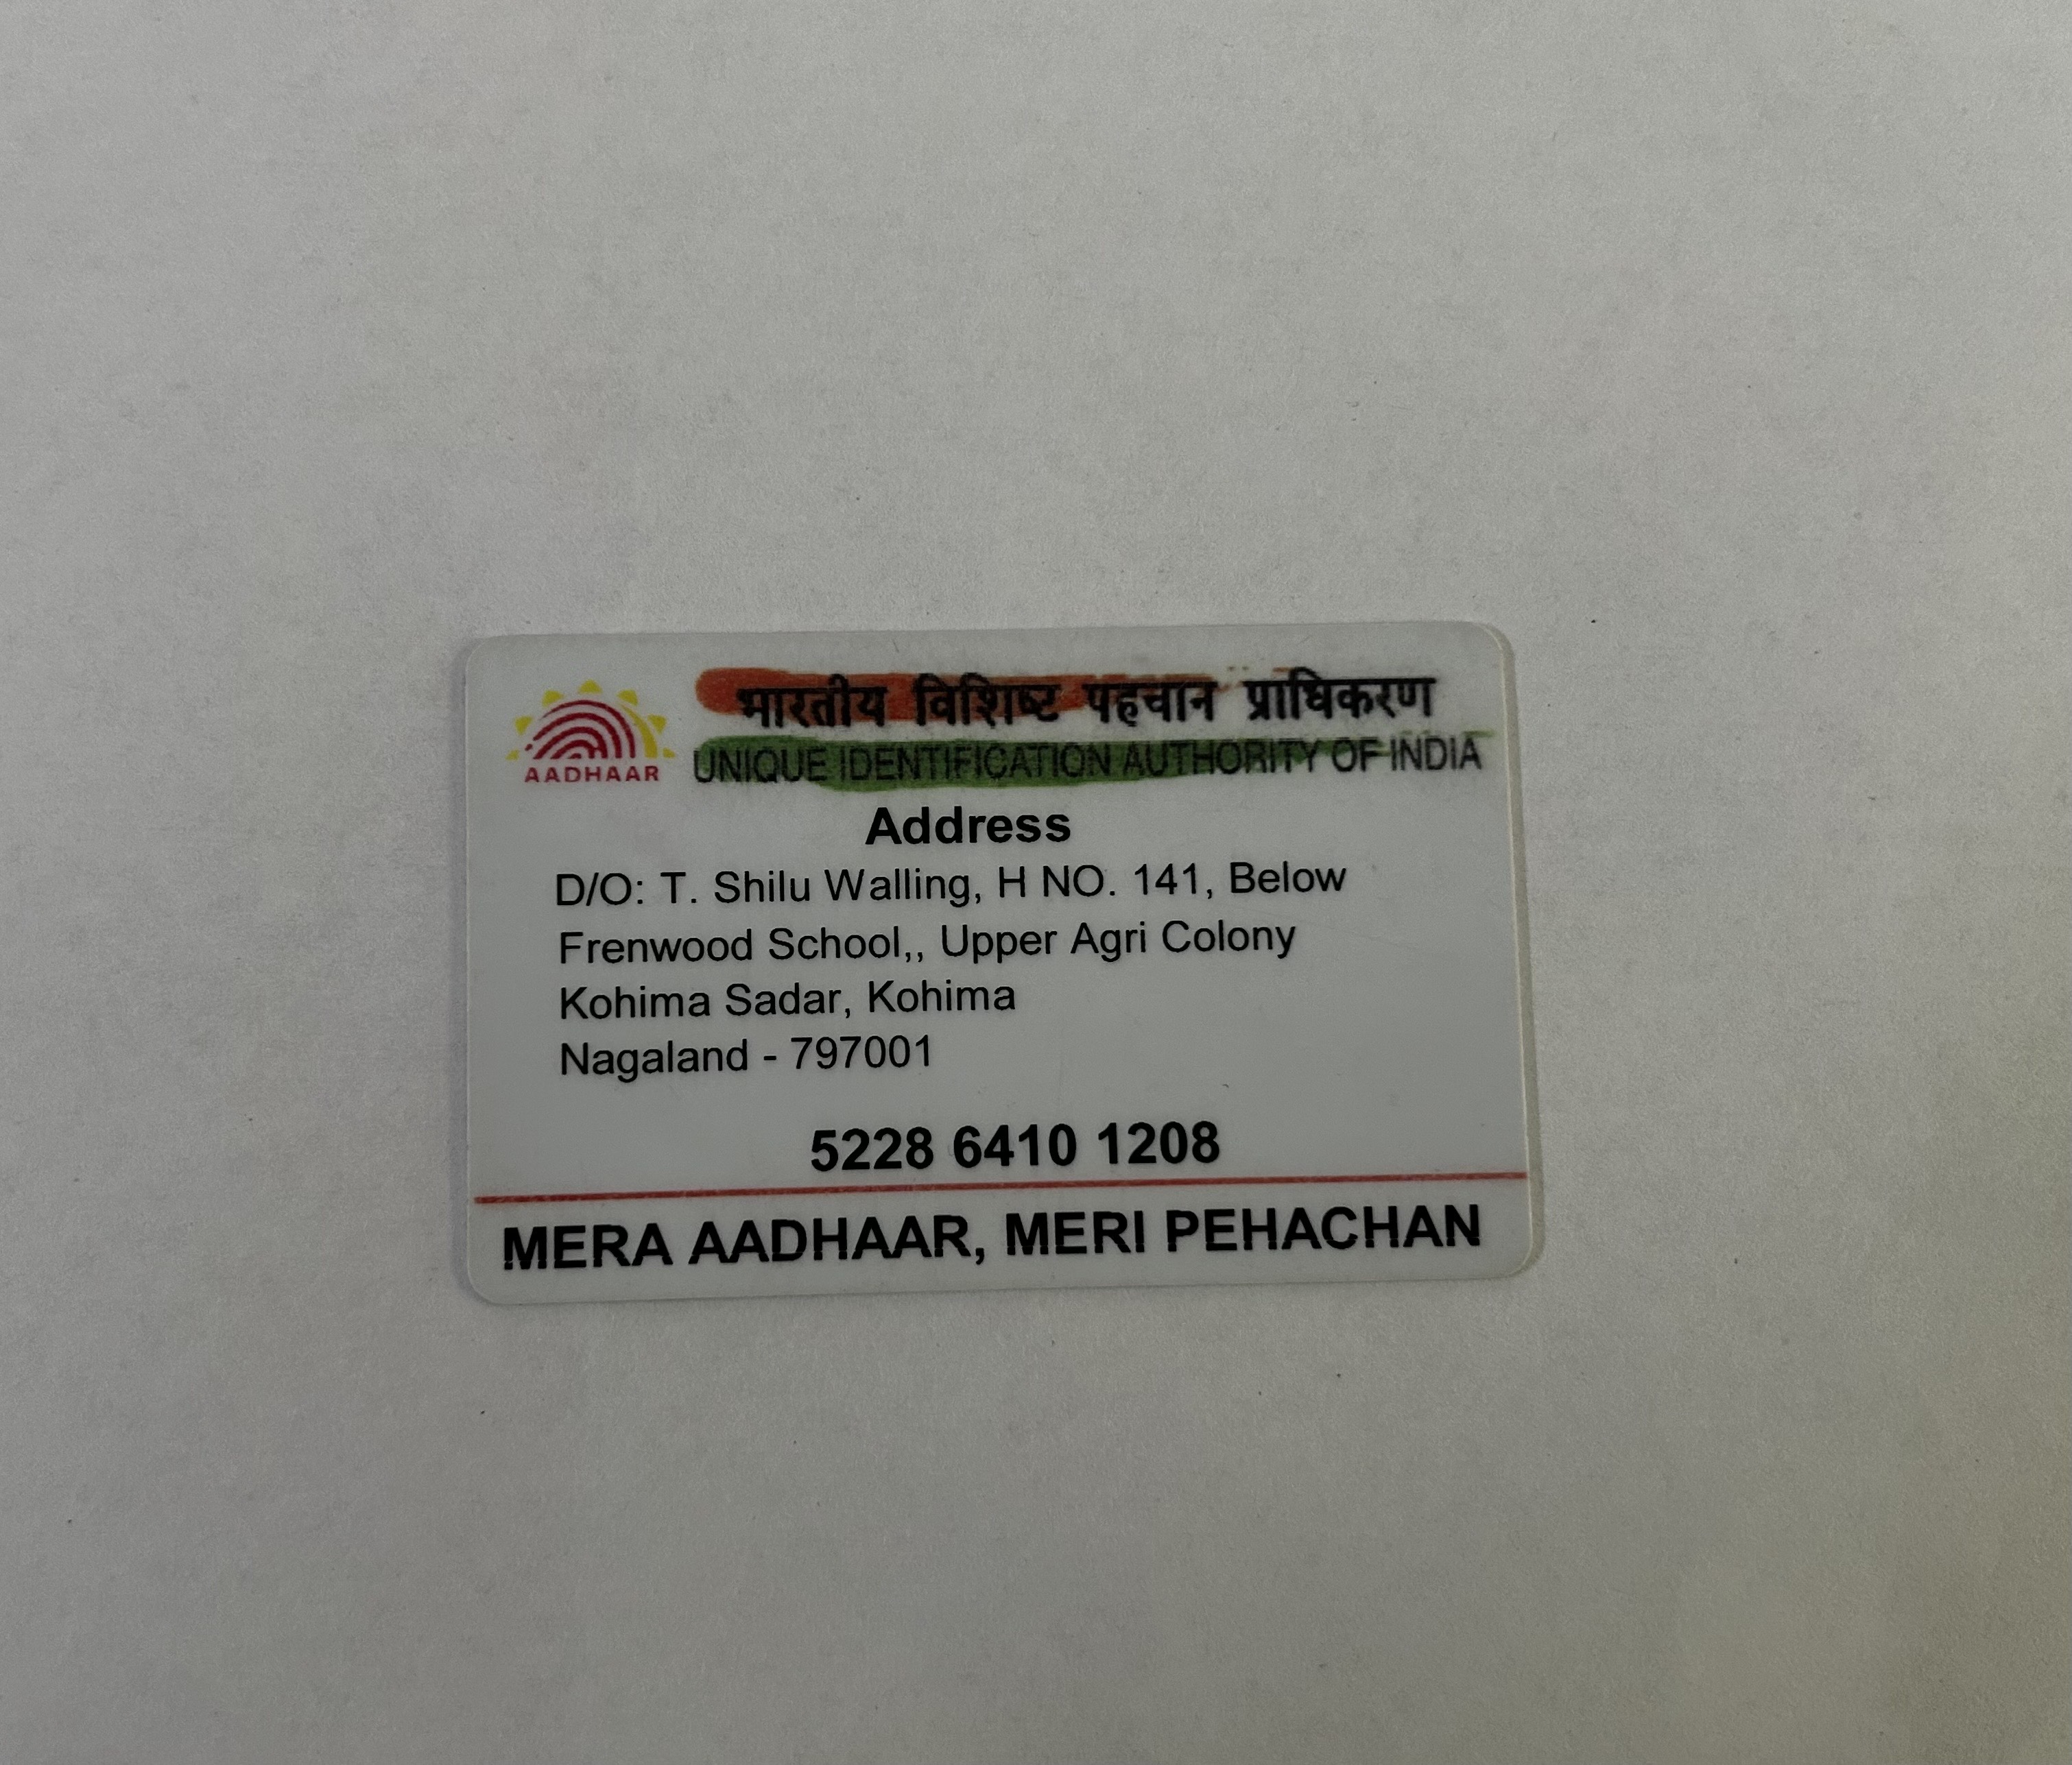 भारतीय विशिष्ट पहचान प्राधिकरण
AADHAAR
UNIQUE IDENTIFICATION AUTHORITY OF INDIA
Address
D/O: T. Shilu Walling, H NO. 141, Below
Frenwood School,, Upper Agri Colony
Kohima Sadar, Kohima
Nagaland - 797001
5228 6410 1208
MERA AADHAAR, MERI PEHACHAN